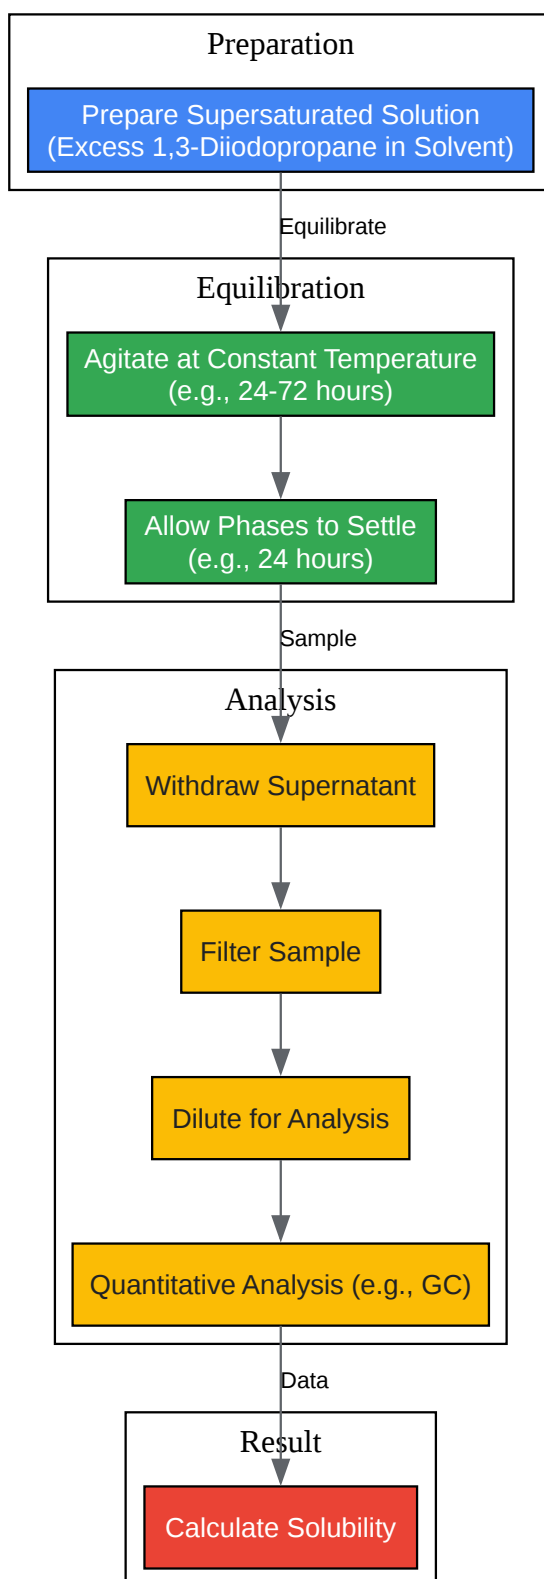 Preparation
Prepare Supersaturated Solution
(Excess 1,3-Diiodopropane in Solvent)
Equilibrate
Equilibration
Agitate at Constant Temperature
(e.g., 24-72 hours)
Allow Phases to Settle
(e.g., 24 hours)
Sample
Analysis
Withdraw Supernatant
Filter Sample
Dilute for Analysis
Quantitative Analysis (e.g., GC)
Data
Result
Calculate Solubility